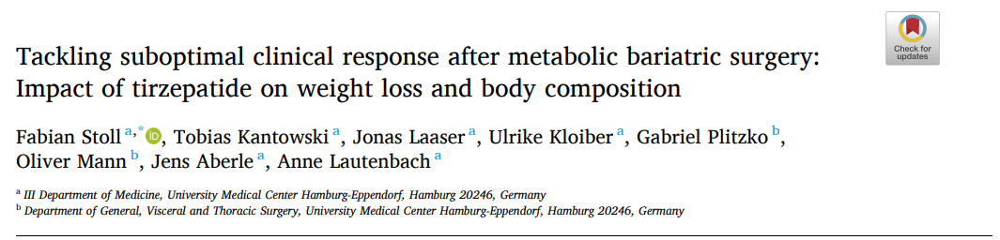 Check for
updates
Tackling suboptimal clinical response after metabolic bariatric surgery:
Impact of tirzepatide on weight loss and body composition
Fabian Stoll a,* iD, Tobias Kantowski a, Jonas Laaser a, Ulrike Kloiber a, Gabriel Plitzko b,
Oliver Mann b, Jens Aberle a, Anne Lautenbach a
a III Department of Medicine, University Medical Center Hamburg-Eppendorf, Hamburg 20246, Germany
b Department of General, Visceral and Thoracic Surgery, University Medical Center Hamburg-Eppendorf, Hamburg 20246, Germany